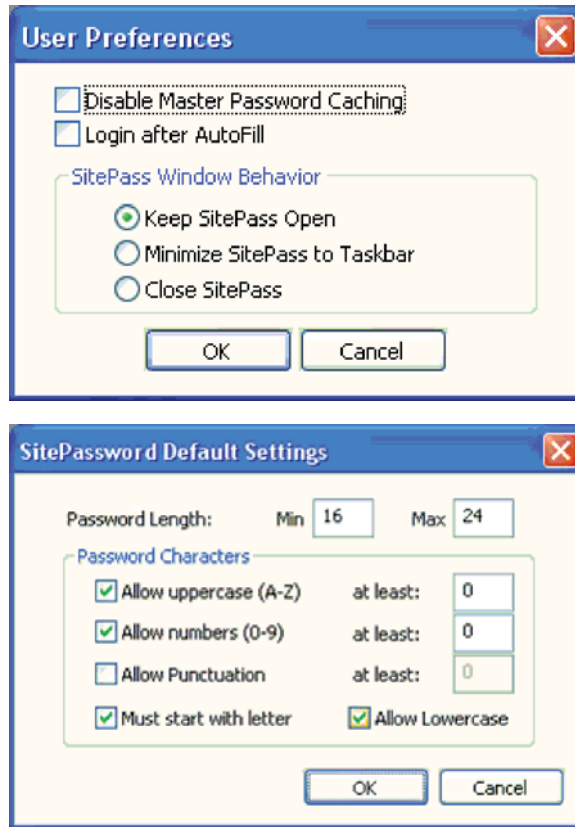 User Preferences
Disable Master Password Caching
Login after AutoFill
SitePass Window Behavior
Keep SitePass Open
Minimize SitePass to Taskbar
Close SitePass
OK Cancel
SitePassword Default Settings
Password Length: Min 16 Max 24
Password Characters
Allow uppercase (A-Z) at least: 0
Allow numbers (0-9) at least: 0
Allow Punctuation at least: 0
Must start with letter Allow Lowercase
OK Cancel